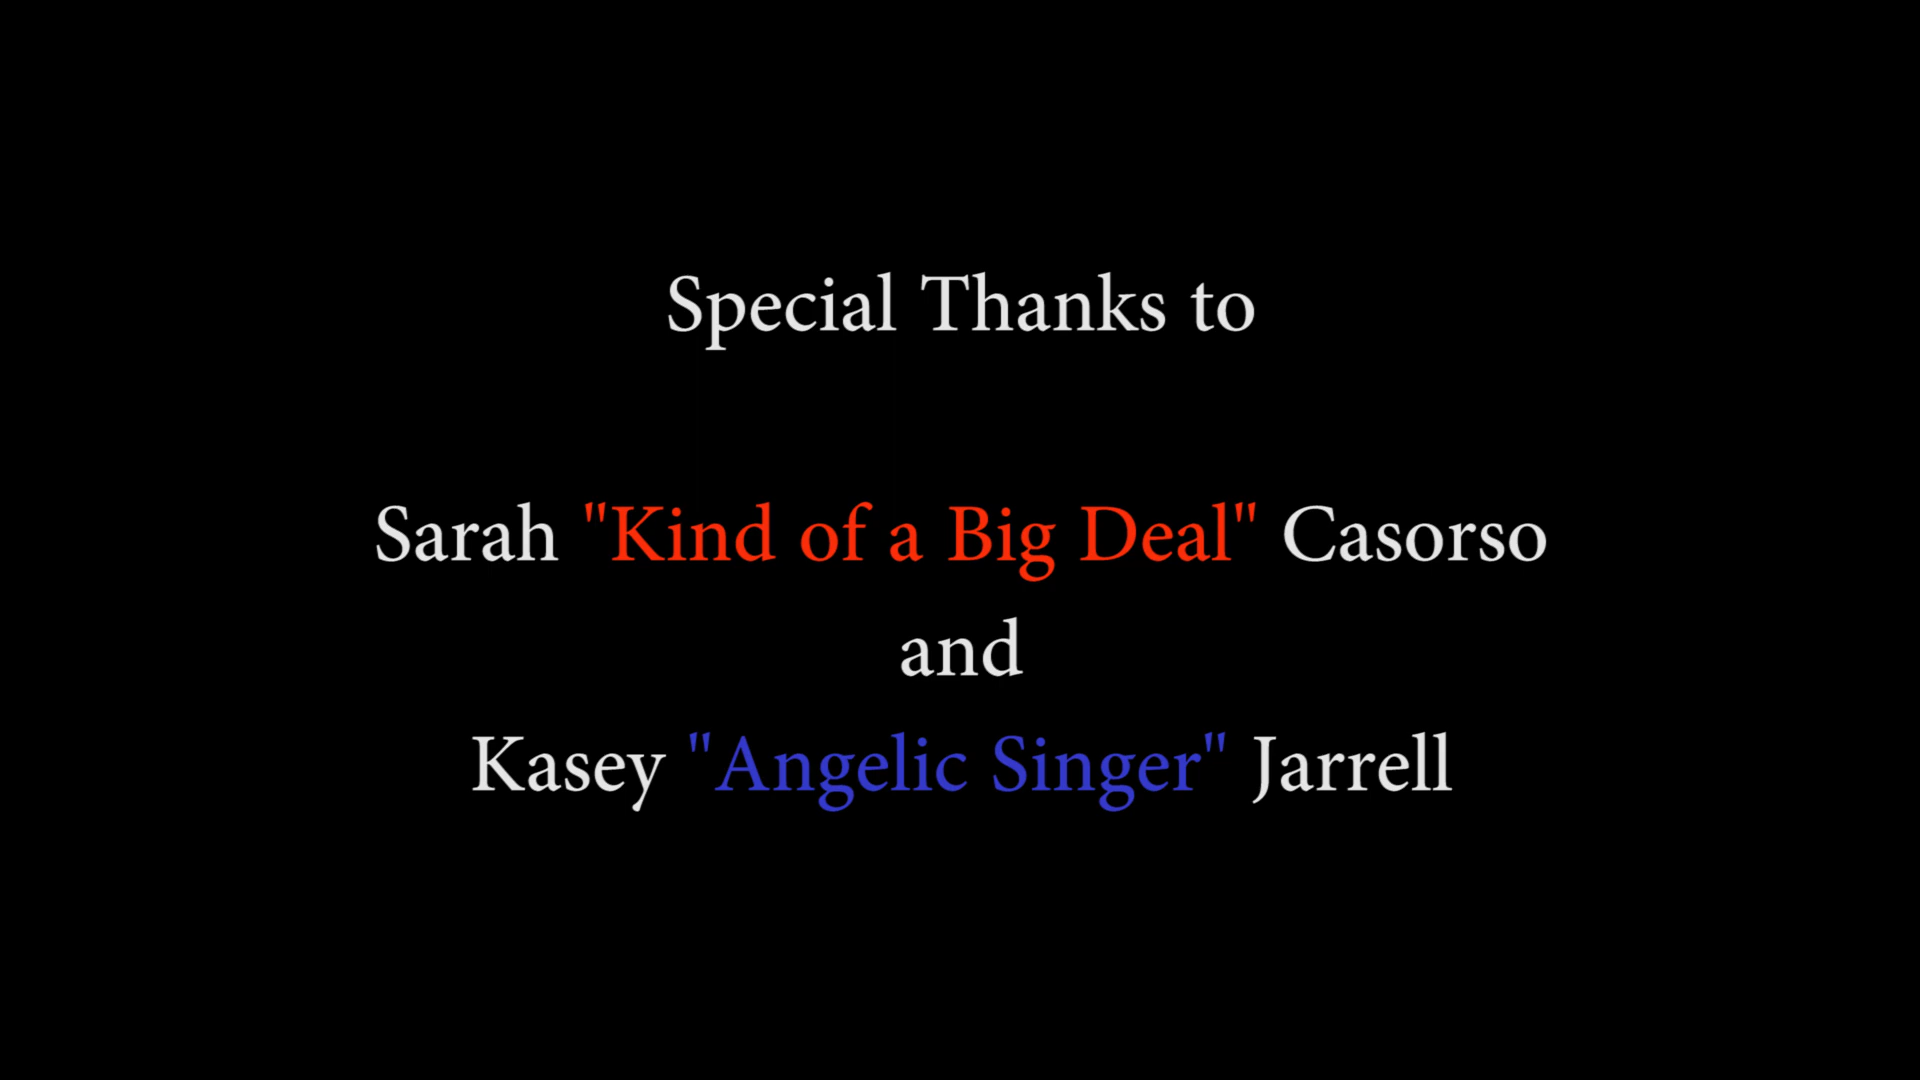 Special Thanks to
Sarah "Kind of a Big Deal" Casorso
and
Kasey "Angelic Singer" Jarrell